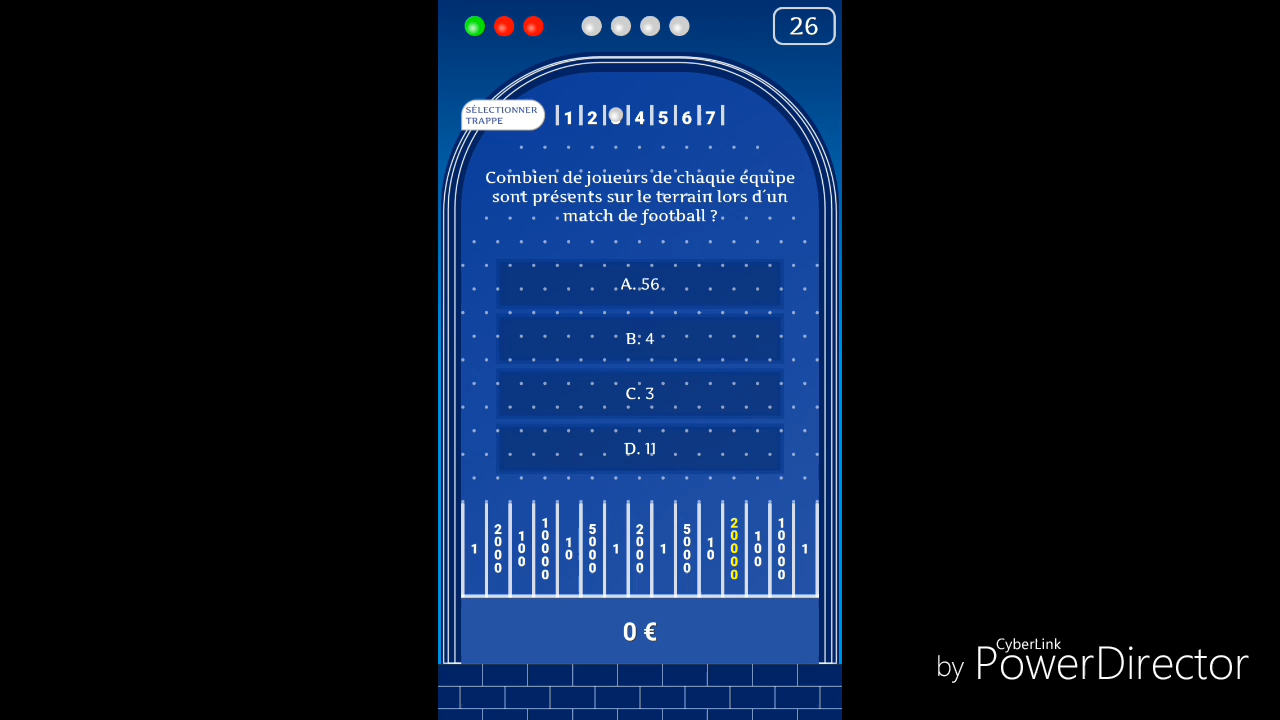 26
SÉLECTIONNER
TRAPPE
1 2 4 5 6 7
Combien de joueurs de chaque équipe
sont présents sur le terrain lors d´un
match de football ?
A. 56
B: 4
C. 3
D. 11
1 2000 100 10000 10 5000 1 2000 1 5000 10 20000 100 10000 1
0 €
CyberLink
by PowerDirector